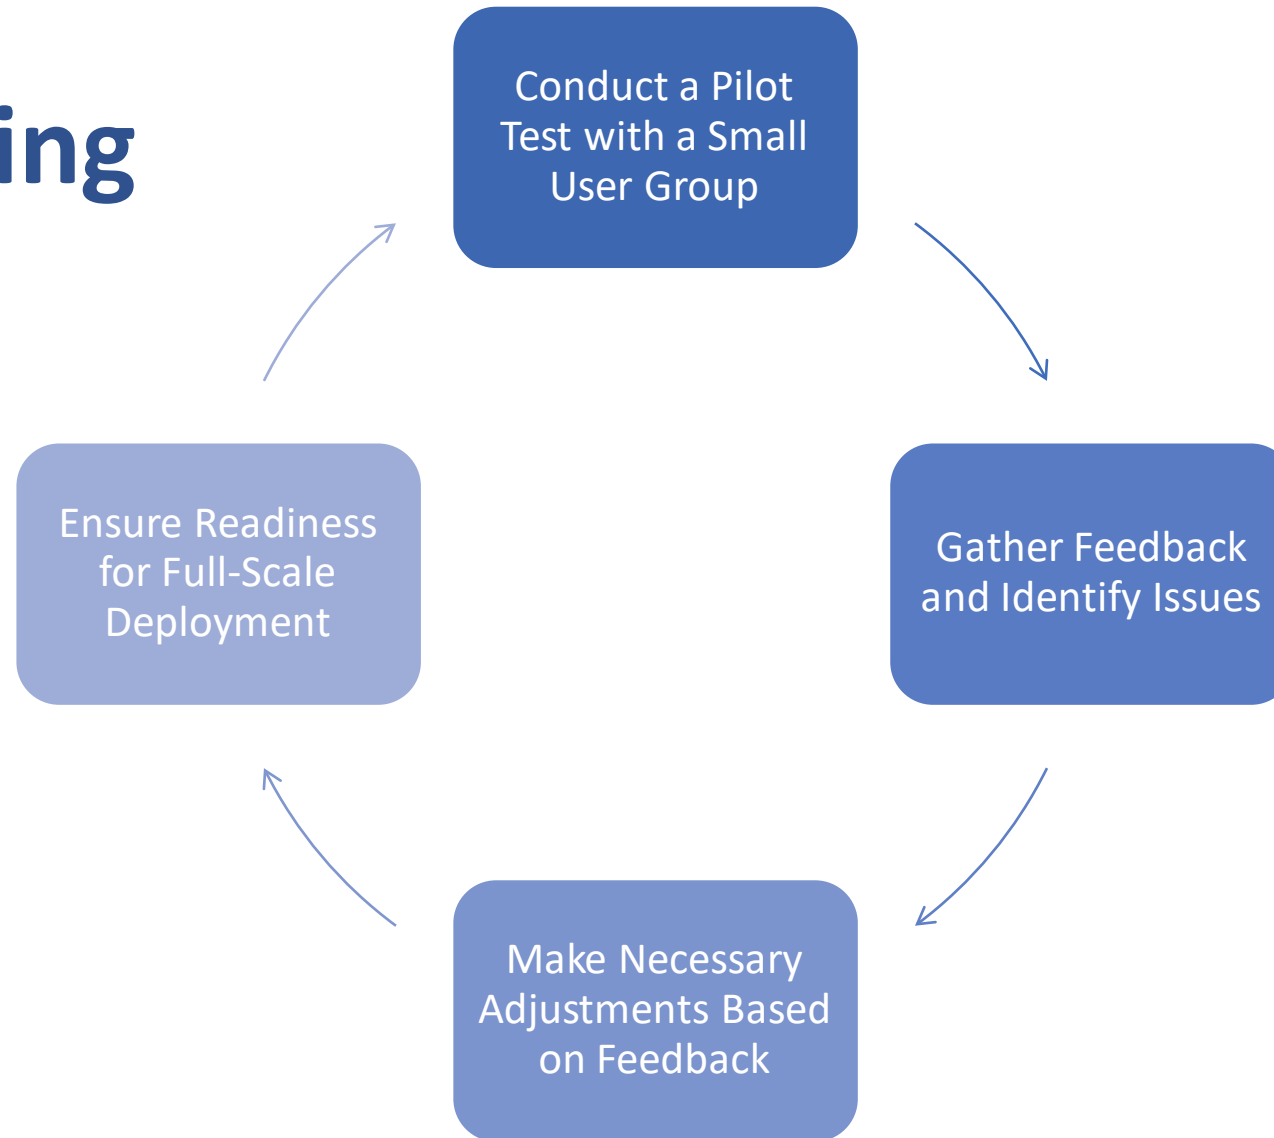 ing
Conduct a Pilot
Test with a Small
User Group
Gather Feedback
and Identify Issues
Make Necessary
Adjustments Based
on Feedback
Ensure Readiness
for Full-Scale
Deployment